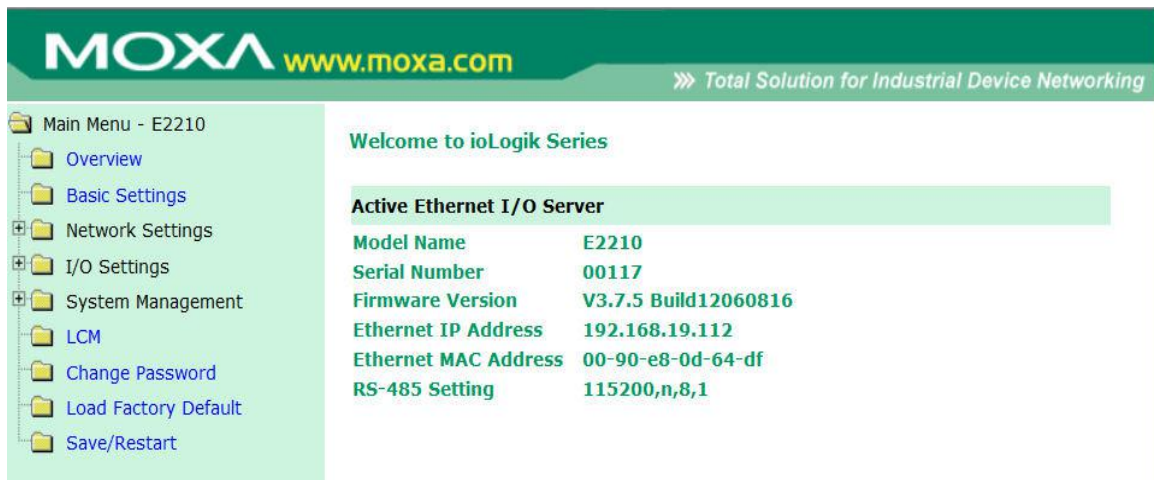 MOXA www.moxa.com
Total Solution for Industrial Device Networking
Main Menu - E2210
Overview
Basic Settings
Network Settings
I/O Settings
System Management
LCM
Change Password
Load Factory Default
Save/Restart
Welcome to ioLogik Series
Active Ethernet I/O Server
Model Name E2210
Serial Number 00117
Firmware Version V3.7.5 Build12060816
Ethernet IP Address 192.168.19.112
Ethernet MAC Address 00-90-e8-0d-64-df
RS-485 Setting 115200,n,8,1